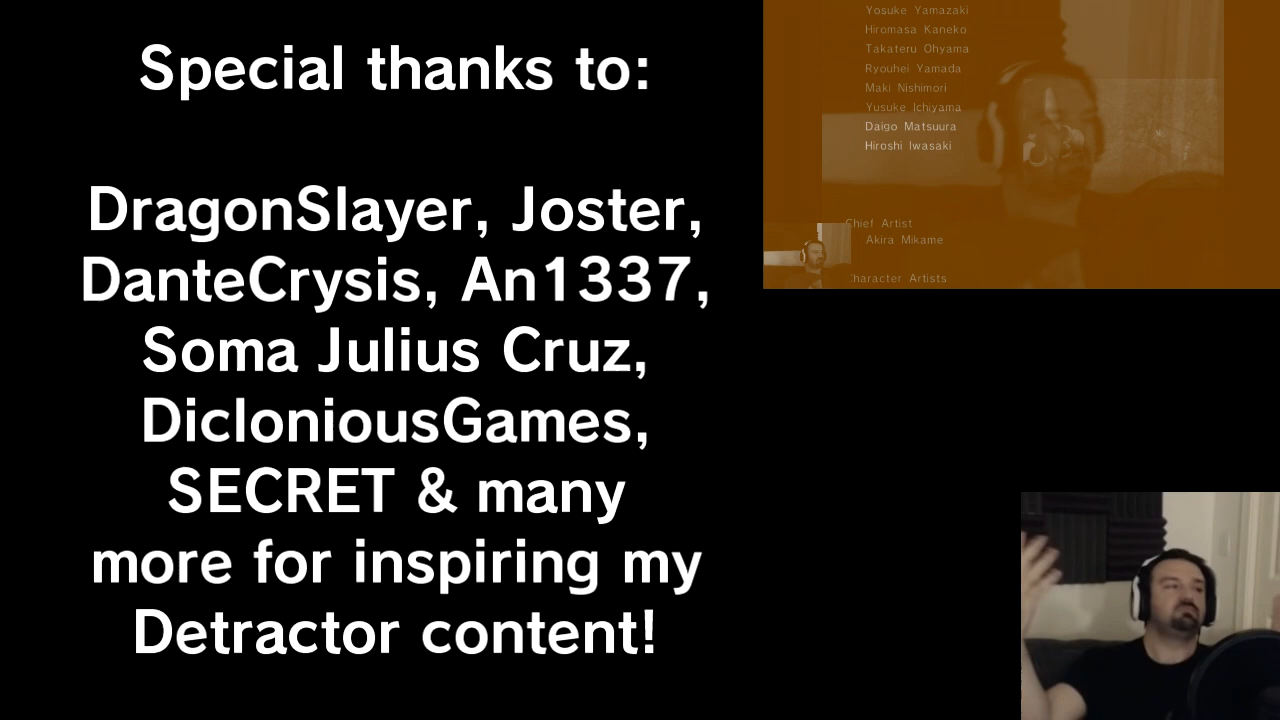 Special thanks to:
DragonSlayer, Joster,
DanteCrysis, An1337,
Soma Julius Cruz,
DicloniousGames,
SECRET & many
more for inspiring my
Detractor content!
Yosuke Yamazaki
Hiromasa Kaneko
Takateru Ohyama
Ryouhei Yamada
Maki Nishimori
Yusuke Ichiyama
Daigo Matsuura
Hiroshi Iwasaki
Chief Artist
Akira Mikame
Character Artists